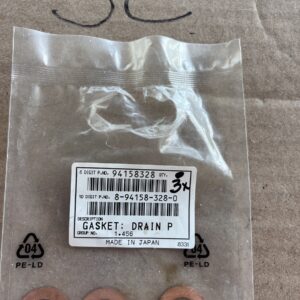 8 DIGIT P/NO. 94158328 QTY.
3x
10 DIGIT P/NO. 8-94158-328-0
DESCRIPTION
GASKET: DRAIN P
GROUP NO: 1.456
MADE IN JAPAN 8331
04 04
PE-LD PE-LD